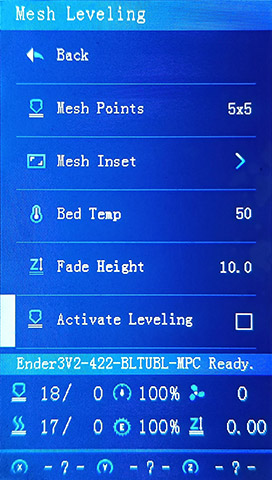 Mesh Leveling
Back
Mesh Points 5x5
Mesh Inset
Bed Temp 50
Z Fade Height 10.0
Activate Leveling
Ender3V2-422-BLTUBL-MPC Ready.
18/ 0 100% 0
17/ 0 E 100% Z 0.00
X -?- Y -?- Z -?-